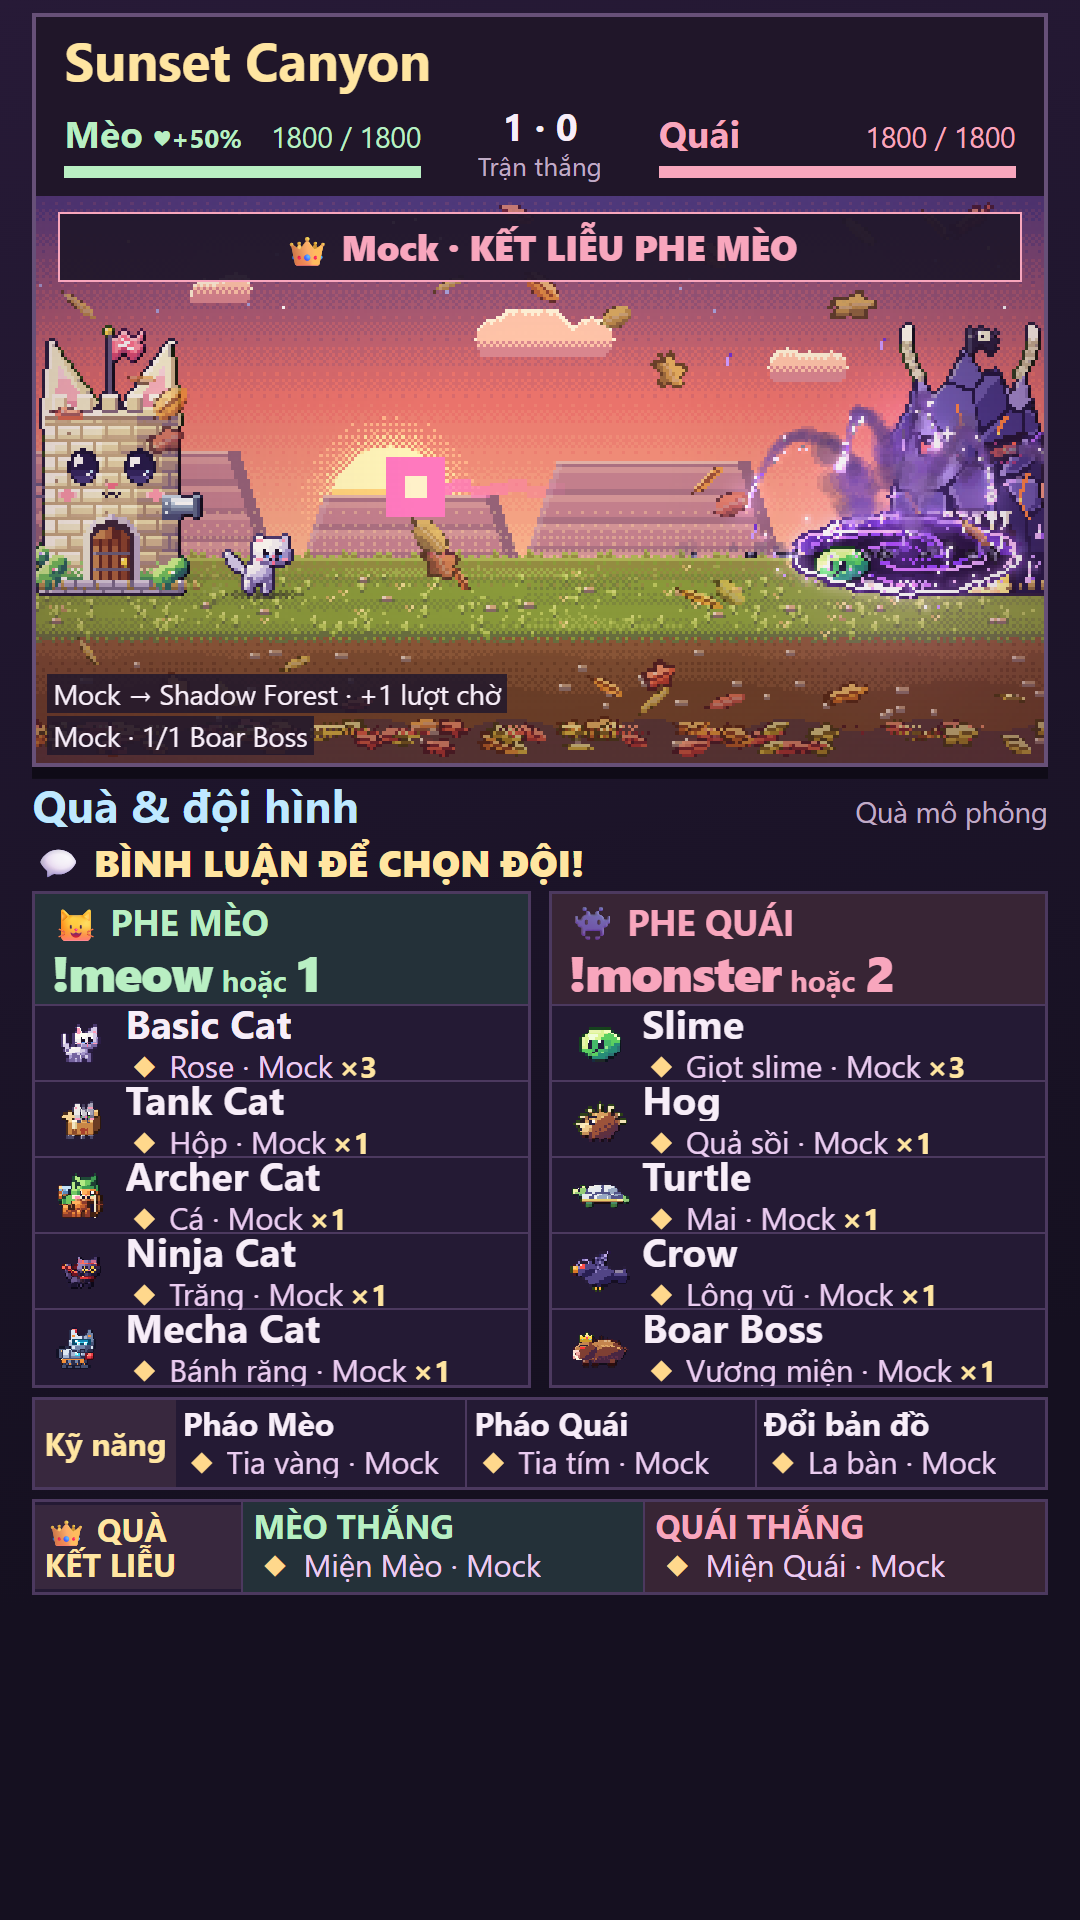 Sunset Canyon
Mèo ♥+50% 1800 / 1800
1 · 0
Trận thắng
Quái 1800 / 1800
Mock · KẾT LIỄU PHE MÈO
Mock → Shadow Forest · +1 lượt chờ
Mock · 1/1 Boar Boss
Quà & đội hình
Quà mô phỏng
BÌNH LUẬN ĐỂ CHỌN ĐỘI!
PHE MÈO
!meow hoặc 1
Basic Cat
Rose · Mock ×3
Tank Cat
Hộp · Mock ×1
Archer Cat
Cá · Mock ×1
Ninja Cat
Trăng · Mock ×1
Mecha Cat
Bánh răng · Mock ×1
PHE QUÁI
!monster hoặc 2
Slime
Giọt slime · Mock ×3
Hog
Quả sồi · Mock ×1
Turtle
Mai · Mock ×1
Crow
Lông vũ · Mock ×1
Boar Boss
Vương miện · Mock ×1
Kỹ năng
Pháo Mèo
Tia vàng · Mock
Pháo Quái
Tia tím · Mock
Đổi bản đồ
La bàn · Mock
QUÀ
KẾT LIỄU
MÈO THẮNG
Miện Mèo · Mock
QUÁI THẮNG
Miện Quái · Mock